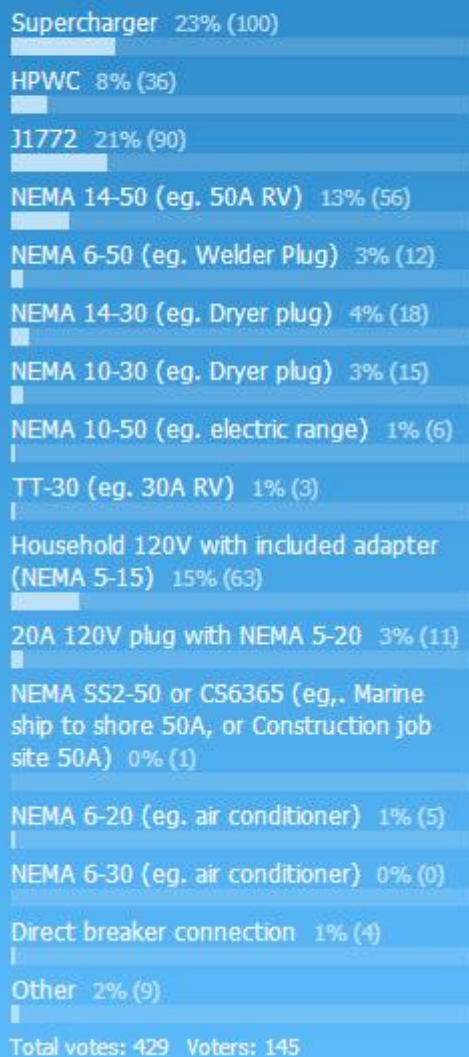 Supercharger 23% (100)
HPWC 8% (36)
J1772 21% (90)
NEMA 14-50 (eg. 50A RV) 13% (56)
NEMA 6-50 (eg. Welder Plug) 3% (12)
NEMA 14-30 (eg. Dryer plug) 4% (18)
NEMA 10-30 (eg. Dryer plug) 3% (15)
NEMA 10-50 (eg. electric range) 1% (6)
TT-30 (eg. 30A RV) 1% (3)
Household 120V with included adapter
(NEMA 5-15) 15% (63)
20A 120V plug with NEMA 5-20 3% (11)
NEMA SS2-50 or CS6365 (eg,. Marine
ship to shore 50A, or Construction job
site 50A) 0% (1)
NEMA 6-20 (eg. air conditioner) 1% (5)
NEMA 6-30 (eg. air conditioner) 0% (0)
Direct breaker connection 1% (4)
Other 2% (9)
Total votes: 429 Voters: 145